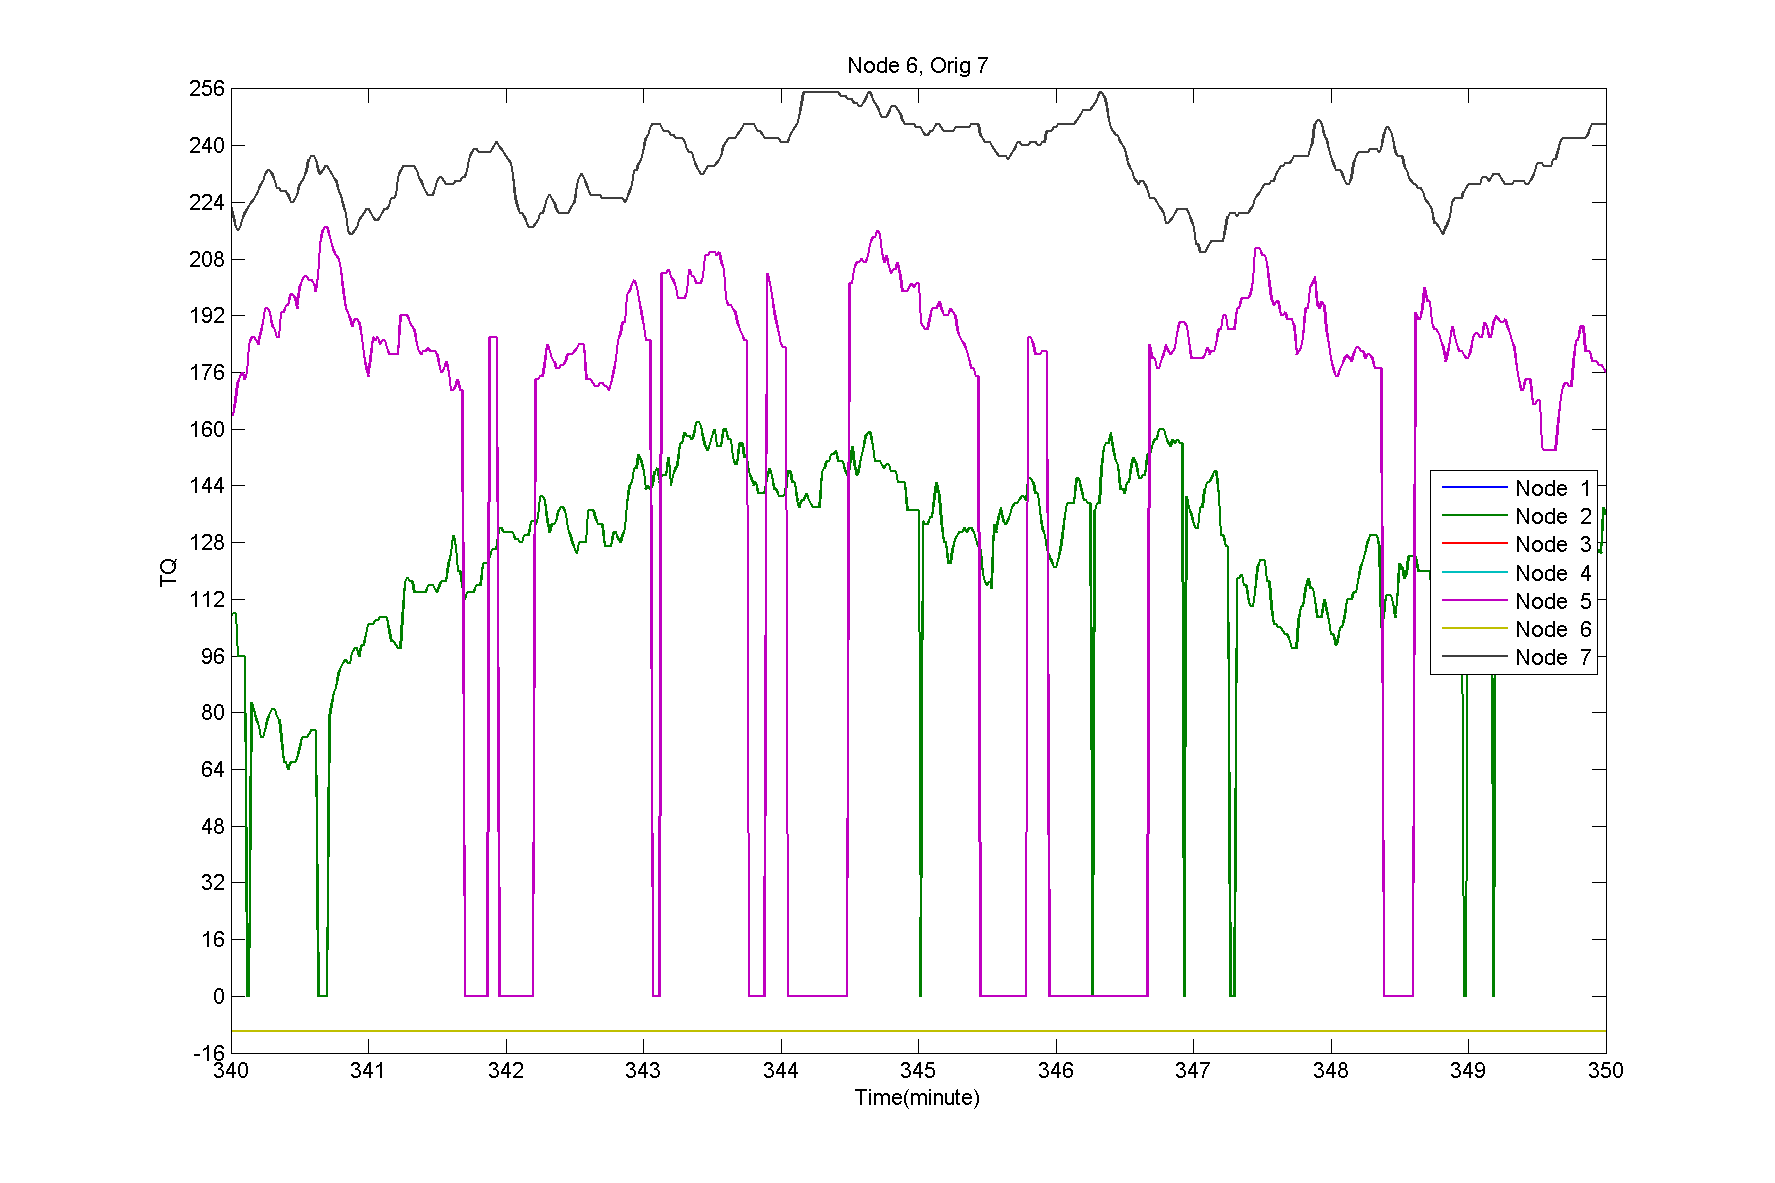 Node 6, Orig 7
256
240
224
208
192
176
160
144
128
112
96
80
64
48
32
16
0
-16
TQ
Node 1
Node 2
Node 3
Node 4
Node 5
Node 6
Node 7
340 341 342 343 344 345 346 347 348 349 350
Time(minute)